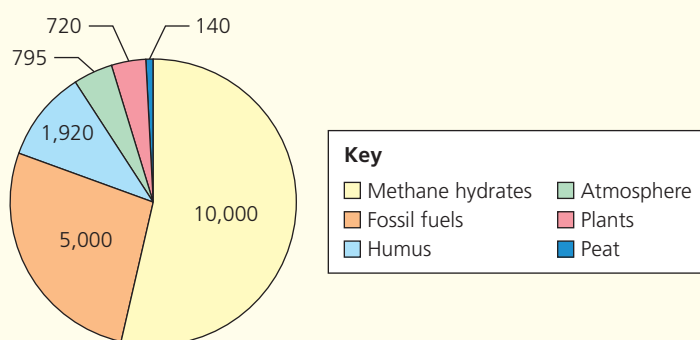 720
140
795
1,920
10,000
5,000
Key
Methane hydrates
Atmosphere
Fossil fuels
Plants
Humus
Peat